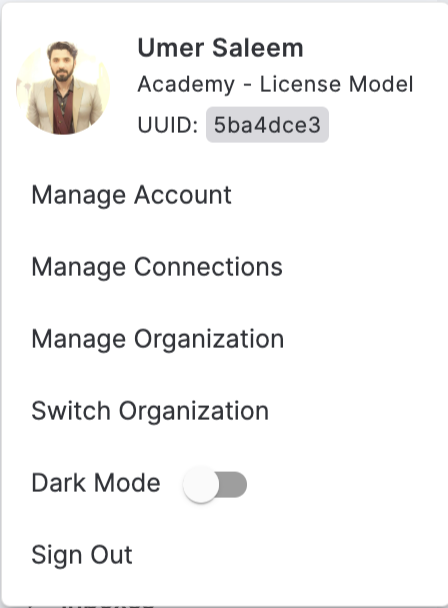 Umer Saleem
Academy - License Model
UUID: 5ba4dce3
Manage Account
Manage Connections
Manage Organization
Switch Organization
Dark Mode
Sign Out